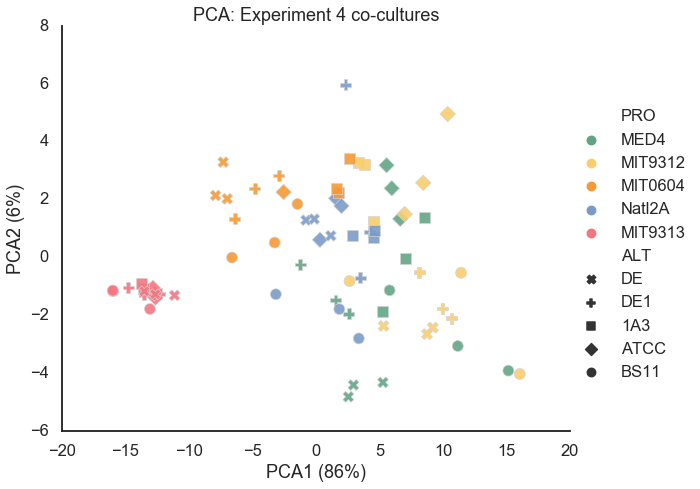 PCA: Experiment 4 co-cultures
8
6
4
2
0
−2
−4
−6
PCA2 (6%)
−20 −15 −10 −5 0 5 10 15 20
PCA1 (86%)
PRO
MED4
MIT9312
MIT0604
Natl2A
MIT9313
ALT
DE
DE1
1A3
ATCC
BS11